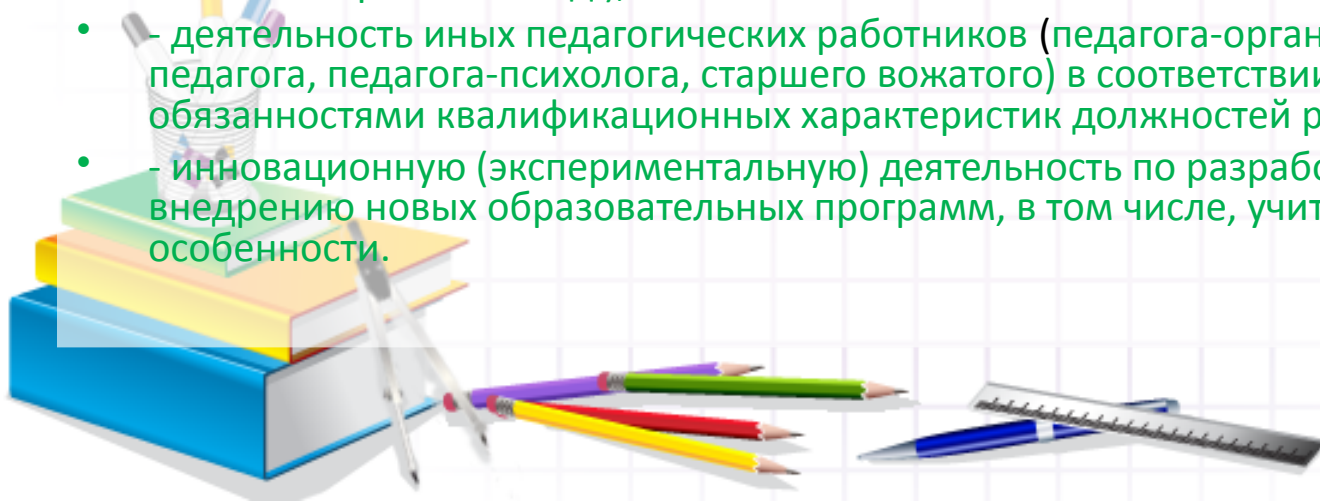 - деятельность иных педагогических работников (педагога-орган
педагога, педагога-психолога, старшего вожатого) в соответствии
обязанностями квалификационных характеристик должностей р
- инновационную (экспериментальную) деятельность по разрабо
внедрению новых образовательных программ, в том числе, учит
особенности.